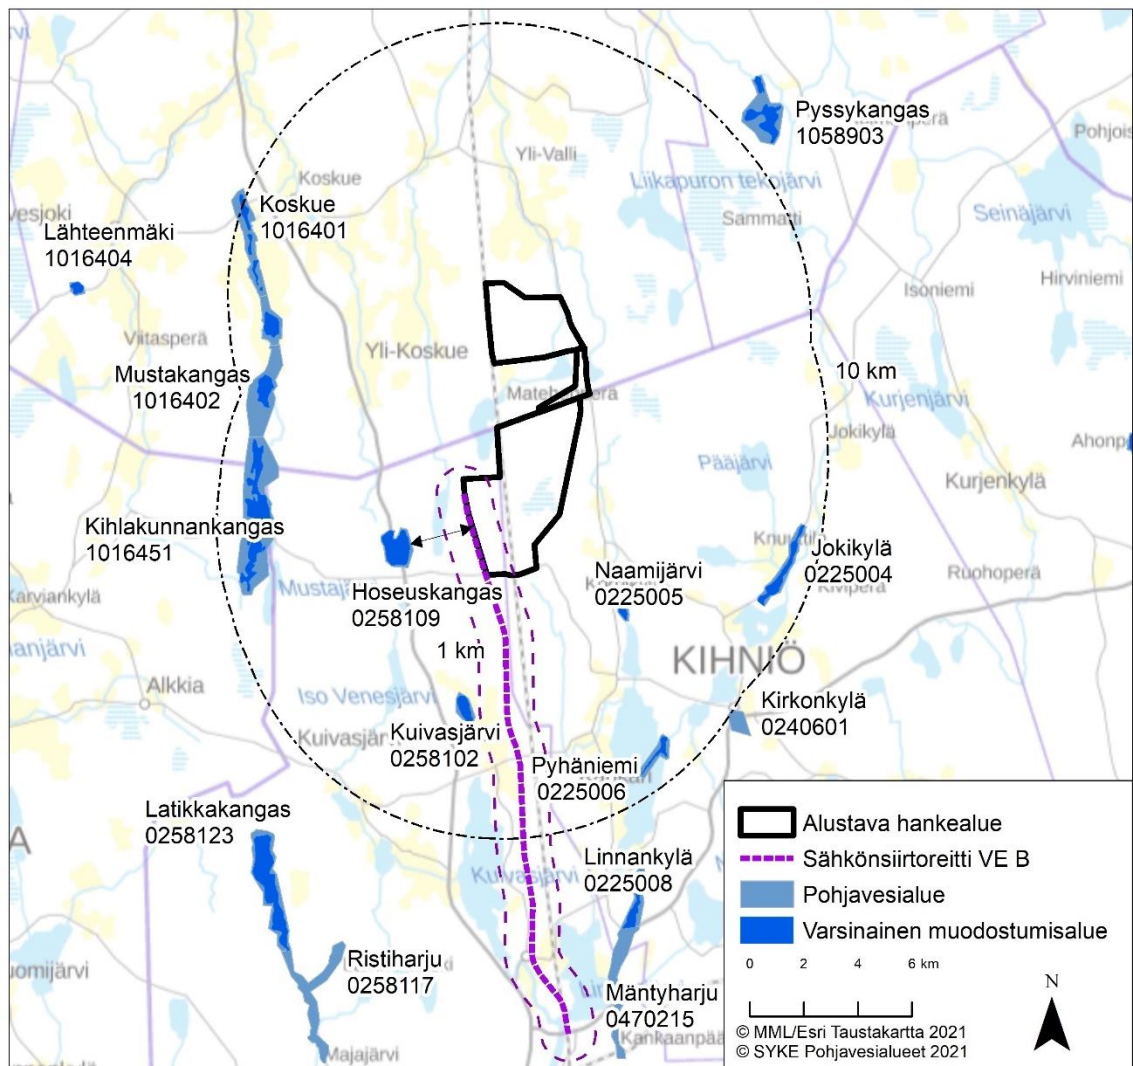 Pyssykangas
1058903
Pohjois
Yli-Valli
Koskue
Liikapuron tekojärvi
Koskue
1016401
Sammatti
Seinäjärvi
Lähteenmäki
1016404
Hirviniemi
Isoniemi
Viitasperä
Yli-Koskue
Mustakangas
1016402
10 km
Kurjenjärvi
Jokikylä
Ahonp
Pääjärvi
Kurjenkylä
Kihlakunnankangas
1016451
Jokikylä
0225004
Naamijärvi
0225005
Ruohoperä
Hoseuskangas
0258109
Karviankylä
1 km
KIHNIÖ
Alkkia
Iso Venesjärvi
Kirkonkylä
0240601
Kuivasjärvi
0258102
Pyhäniemi
0225006
Latikkakangas
0258123
Linnankylä
0225008
Ristiharju
0258117
Mäntyharju
0470215
Kankaanpää
Majajärvi
Alustava hankealue
Sähkönsiirtoreitti VE B
Pohjavesialue
Varsinainen muodostumisalue
0 2 4 6 km
N
© MML/Esri Taustakartta 2021
© SYKE Pohjavesialueet 2021